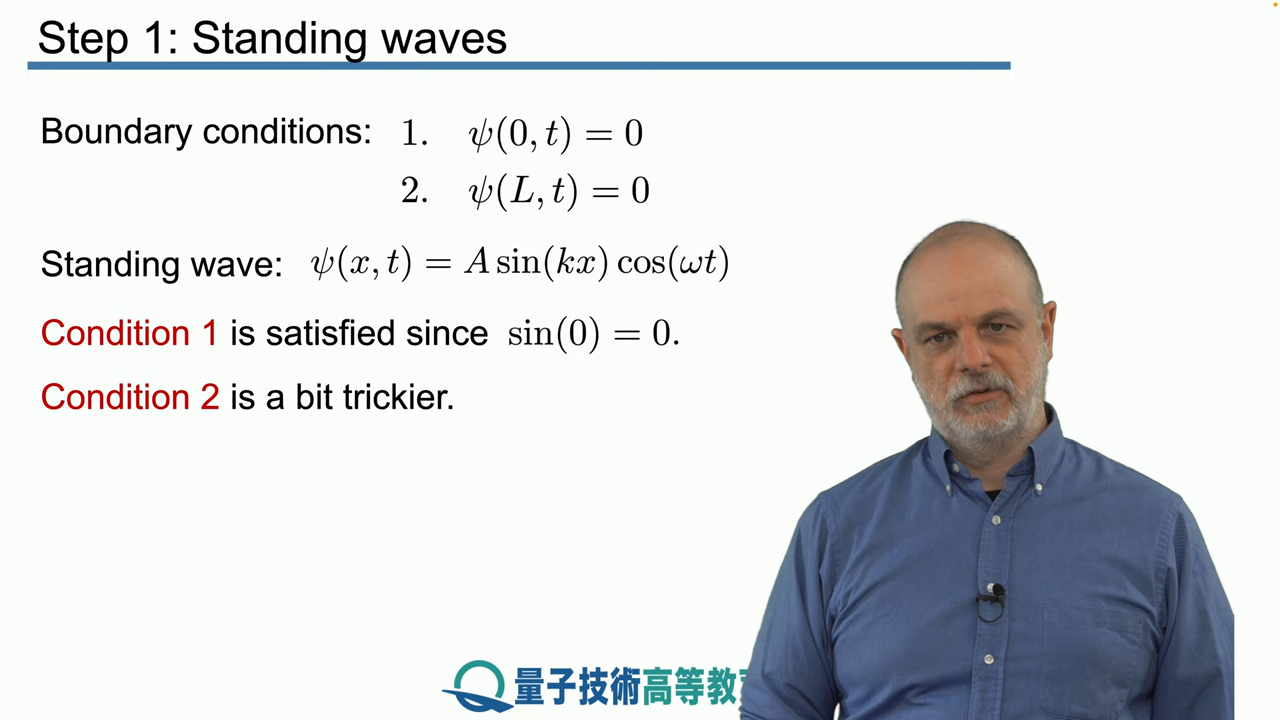 Step 1: Standing waves
Boundary conditions: 1. ψ(0, t) = 0
2. ψ(L, t) = 0
Standing wave: ψ(x, t) = A sin(kx) cos(ωt)
Condition 1 is satisfied since sin(0) = 0.
Condition 2 is a bit trickier.
量子技術高等教